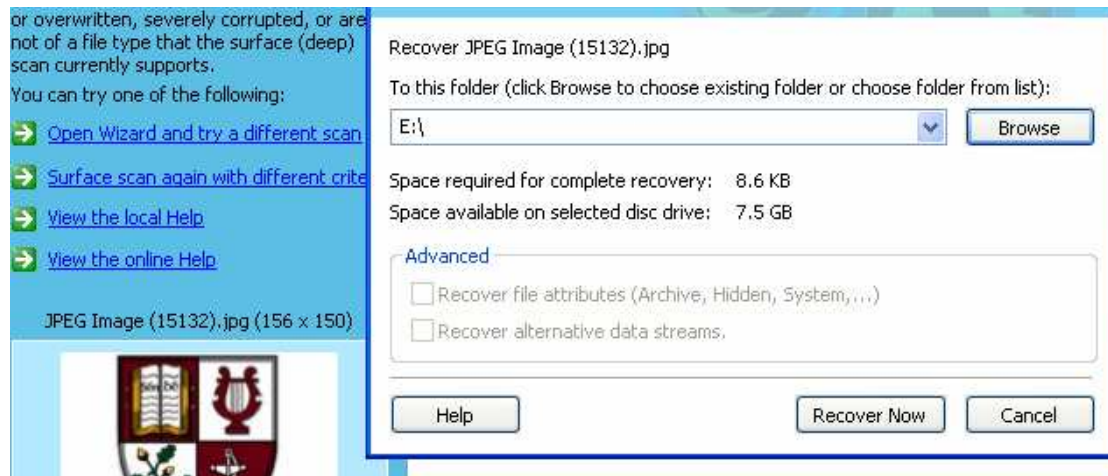 or overwritten, severely corrupted, or are
not of a file type that the surface (deep)
scan currently supports.
You can try one of the following:
Open Wizard and try a different scan
Surface scan again with different crite
View the local Help
View the online Help
JPEG Image (15132).jpg (156 x 150)
Recover JPEG Image (15132).jpg
To this folder (click Browse to choose existing folder or choose folder from list):
E:\
Browse
Space required for complete recovery: 8.6 KB
Space available on selected disc drive: 7.5 GB
Advanced
Recover file attributes (Archive, Hidden, System,...)
Recover alternative data streams.
Help
Recover Now
Cancel